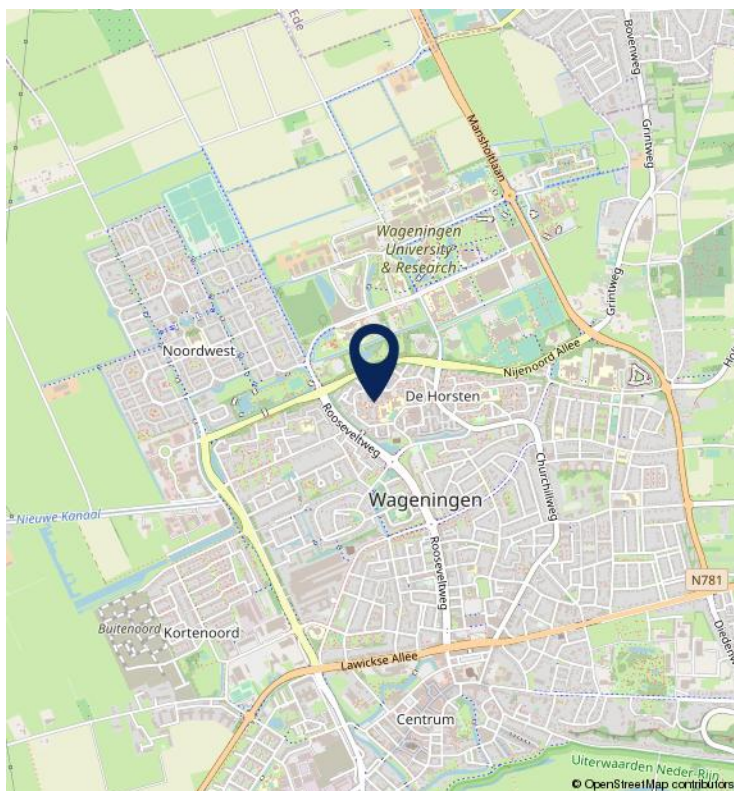 Ede
Bovenweg
Grintweg
Mansholtlaan
Wageningen
University
& Research
Grintweg
Noordwest
Nijenoord Allee
De Horsten
Rooseveltweg
Churchillweg
Wageningen
Nieuwe Kanaal
Rooseveltweg
N781
Buitenoord
Kortenoord
Lawickse Allee
Centrum
Uiterwaarden Neder-Rijn
© OpenStreetMap contributors